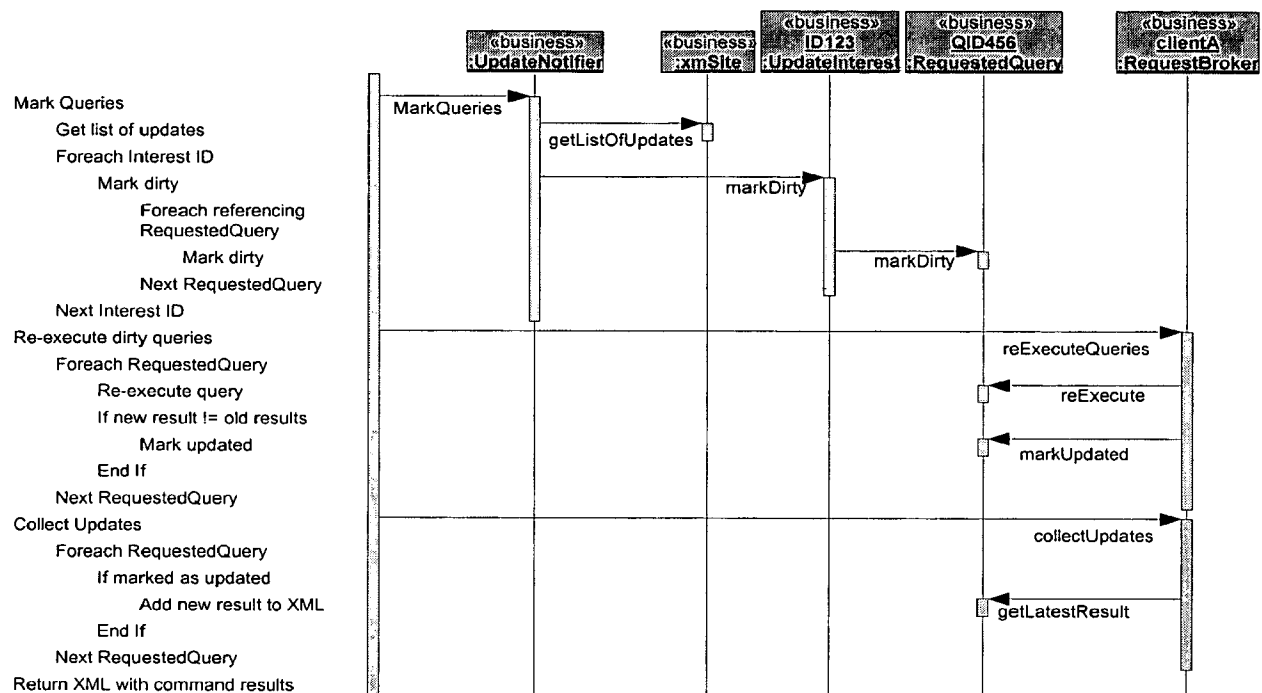 «business»
:UpdateNotifier
«business»
:xmSite
«business»
ID123
:UpdateInterest
«business»
QID456
:RequestedQuery
«business»
clientA
:RequestBroker
Mark Queries
MarkQueries
Get list of updates
getListOfUpdates
Foreach Interest ID
Mark dirty
markDirty
Foreach referencing
RequestedQuery
Mark dirty
markDirty
Next RequestedQuery
Next Interest ID
Re-execute dirty queries
reExecuteQueries
Foreach RequestedQuery
Re-execute query
reExecute
If new result != old results
Mark updated
markUpdated
End If
Next RequestedQuery
Collect Updates
collectUpdates
Foreach RequestedQuery
If marked as updated
Add new result to XML
getLatestResult
End If
Next RequestedQuery
Return XML with command results